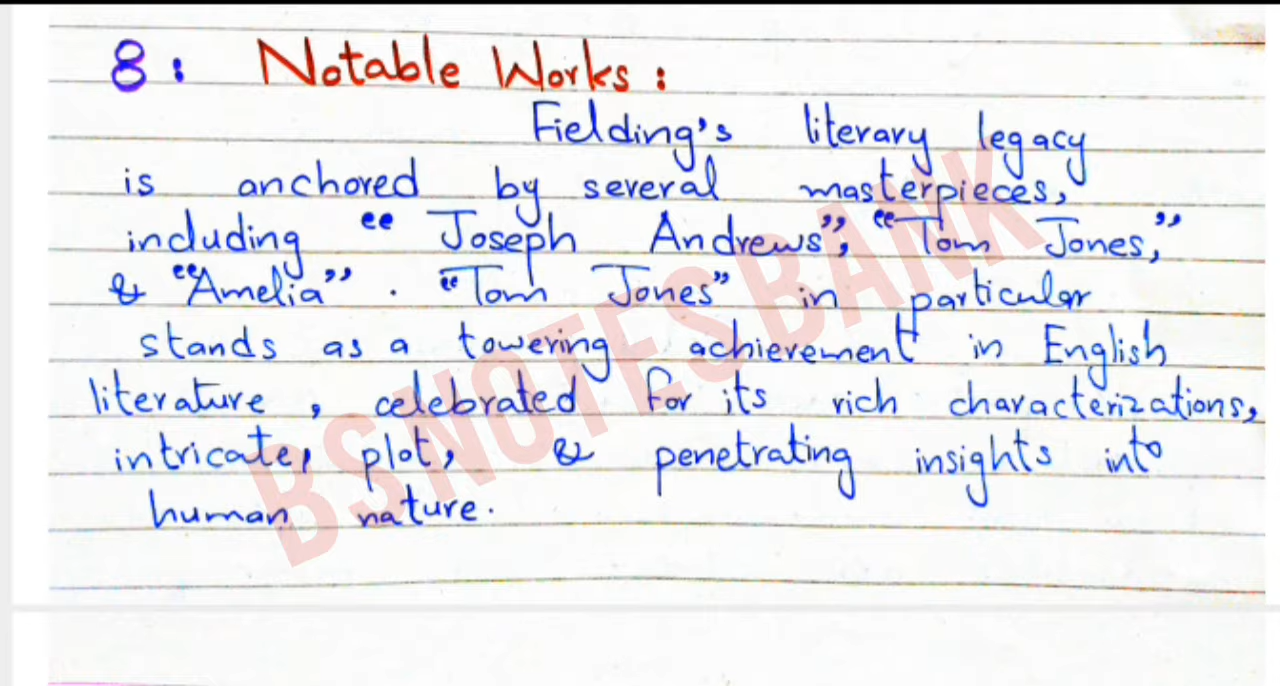 8: Notable Works:
Fielding's literary legacy
is anchored by several masterpieces,
including "Joseph Andrews", "Tom Jones,"
& "Amelia". "Tom Jones" in particular
stands as a towering achievement in English
literature, celebrated for its rich characterizations,
intricate, plot, & penetrating insights into
human nature.
BSNOTES BANK